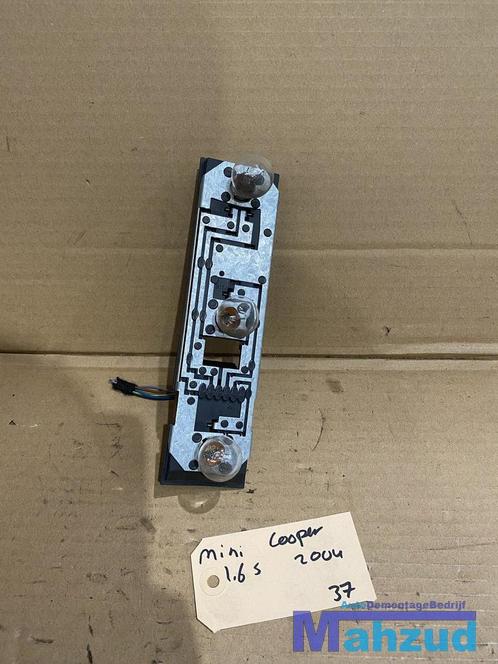 mini Cooper
1.6 s 2004
37
AutoDemontageBedrijf
Mahzud